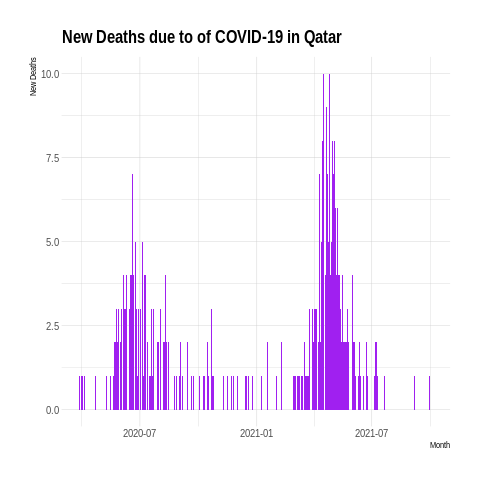 New Deaths due to of COVID-19 in Qatar
New Deaths
10.0
7.5
5.0
2.5
0.0
2020-07
2021-01
2021-07
Month